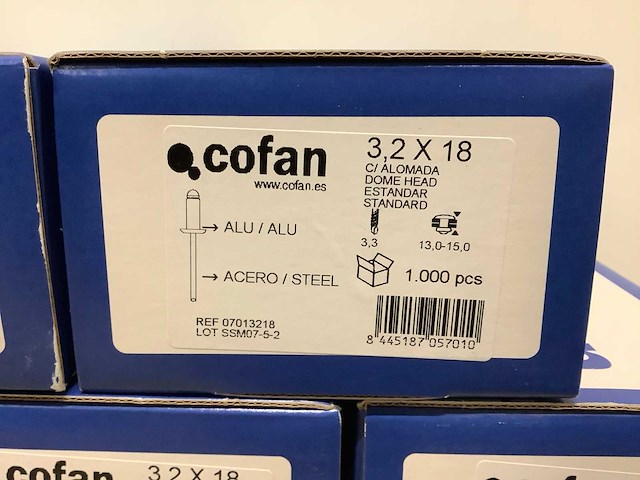 cofan
www.cofan.es
3,2 X 18
C/ ALOMADA
DOME HEAD
ESTANDAR
STANDARD
3,3
13,0-15,0
ALU / ALU
ACERO / STEEL
1.000 pcs
REF 07013218
LOT SSM07-5-2
8 445187 057010
cofan
3,2 X 18